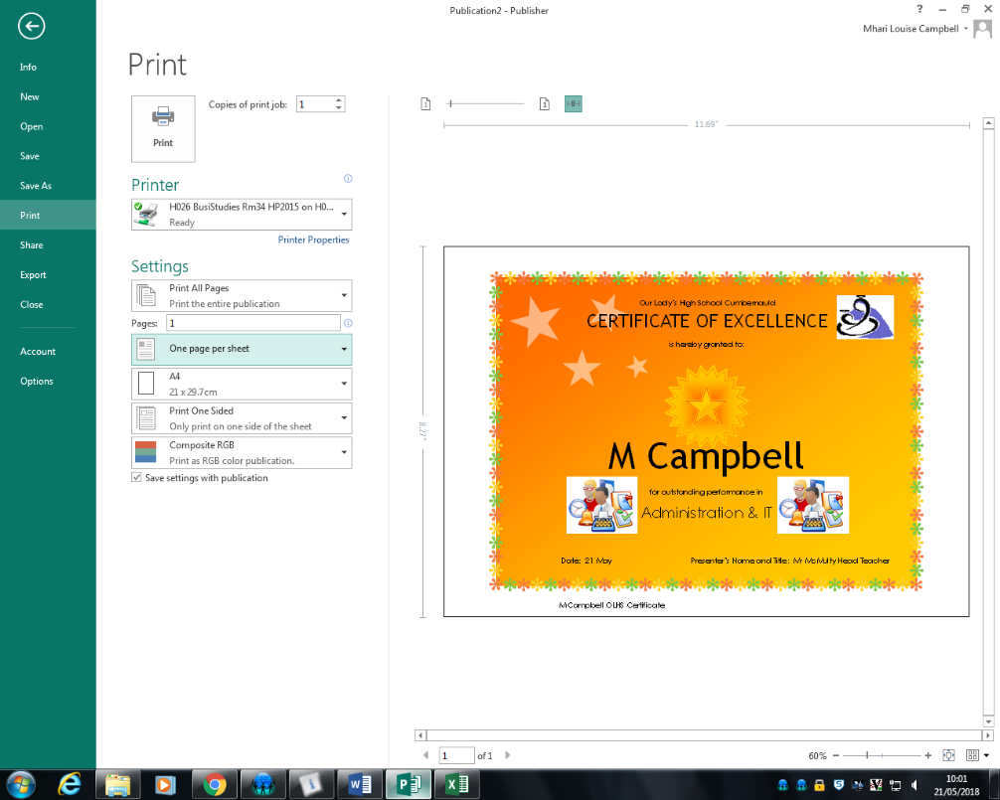 Publication2 - Publisher
?
Mhari Louise Campbell
Info
New
Open
Save
Save As
Print
Share
Export
Close
Account
Options
Print
Print
Copies of print job: 1
Printer
H026 BusiStudies Rm34 HP2015 on H0...
Ready
Printer Properties
Settings
Print All Pages
Print the entire publication
Pages: 1
One page per sheet
A4
21 x 29.7cm
Print One Sided
Only print on one side of the sheet
Composite RGB
Print as RGB color publication.
Save settings with publication
1
1
8
11.69"
8.27"
Our Lady's High School Cumbernauld
CERTIFICATE OF EXCELLENCE
is hereby granted to:
M Campbell
for outstanding performance in
Administration & IT
Date: 21 May
Presenter's Name and Title: Mr McMulty Head Teacher
MCampbell OLHS Certificate
1 of 1
60%
10:01
21/05/2018